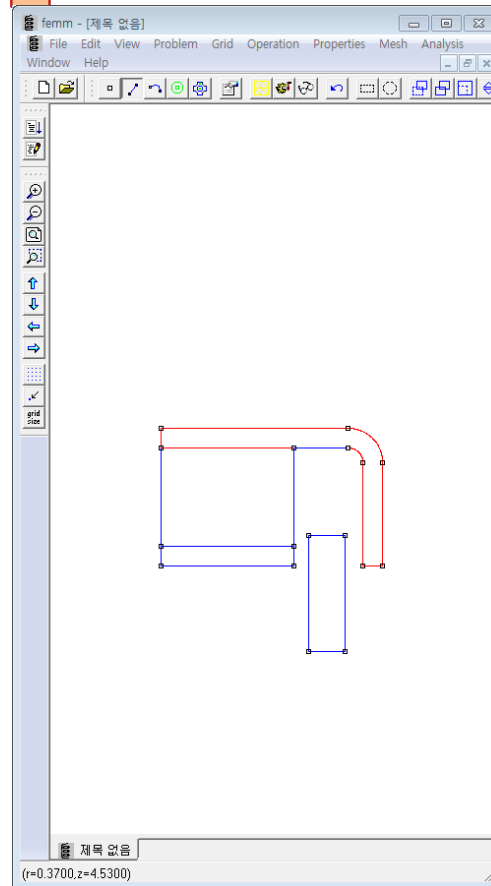 femm - [제목 없음]
File Edit View Problem Grid Operation Properties Mesh Analysis
Window Help
grid
size
제목 없음
(r=0.3700,z=4.5300)